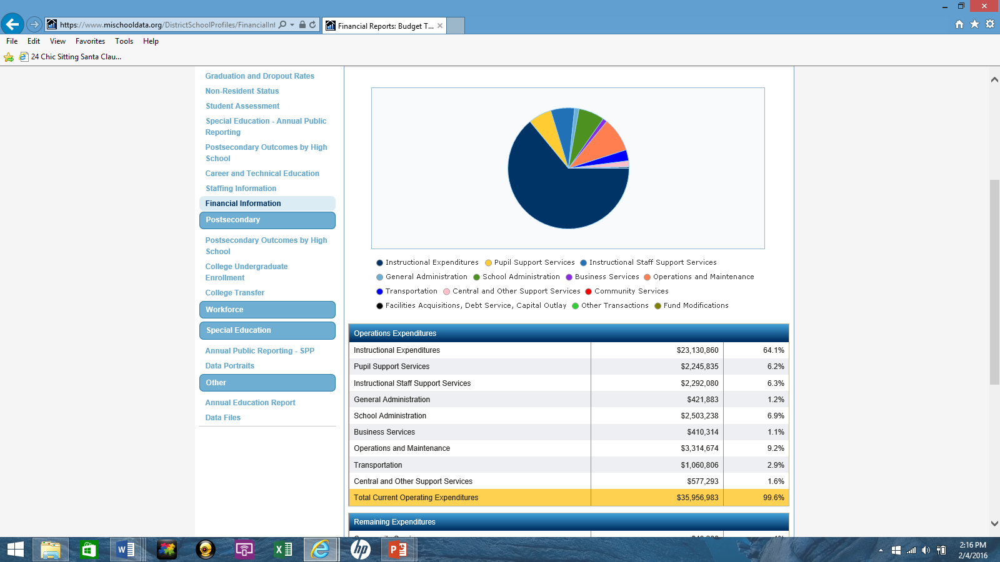 https://www.mischooldata.org/DistrictSchoolProfiles/FinancialInf
Financial Reports: Budget T...
File Edit View Favorites Tools Help
24 Chic Sitting Santa Clau...
Graduation and Dropout Rates
Non-Resident Status
Student Assessment
Special Education - Annual Public
Reporting
Postsecondary Outcomes by High
School
Career and Technical Education
Staffing Information
Financial Information
Postsecondary
Postsecondary Outcomes by High
School
College Undergraduate
Enrollment
College Transfer
Workforce
Special Education
Annual Public Reporting - SPP
Data Portraits
Other
Annual Education Report
Data Files
Instructional Expenditures Pupil Support Services Instructional Staff Support Services
General Administration School Administration Business Services Operations and Maintenance
Transportation Central and Other Support Services Community Services
Facilities Acquisitions, Debt Service, Capital Outlay Other Transactions Fund Modifications
Operations Expenditures
Instructional Expenditures $23,130,860 64.1%
Pupil Support Services $2,245,835 6.2%
Instructional Staff Support Services $2,292,080 6.3%
General Administration $421,883 1.2%
School Administration $2,503,238 6.9%
Business Services $410,314 1.1%
Operations and Maintenance $3,314,674 9.2%
Transportation $1,060,806 2.9%
Central and Other Support Services $577,293 1.6%
Total Current Operating Expenditures $35,956,983 99.6%
Remaining Expenditures
2:16 PM
2/4/2016